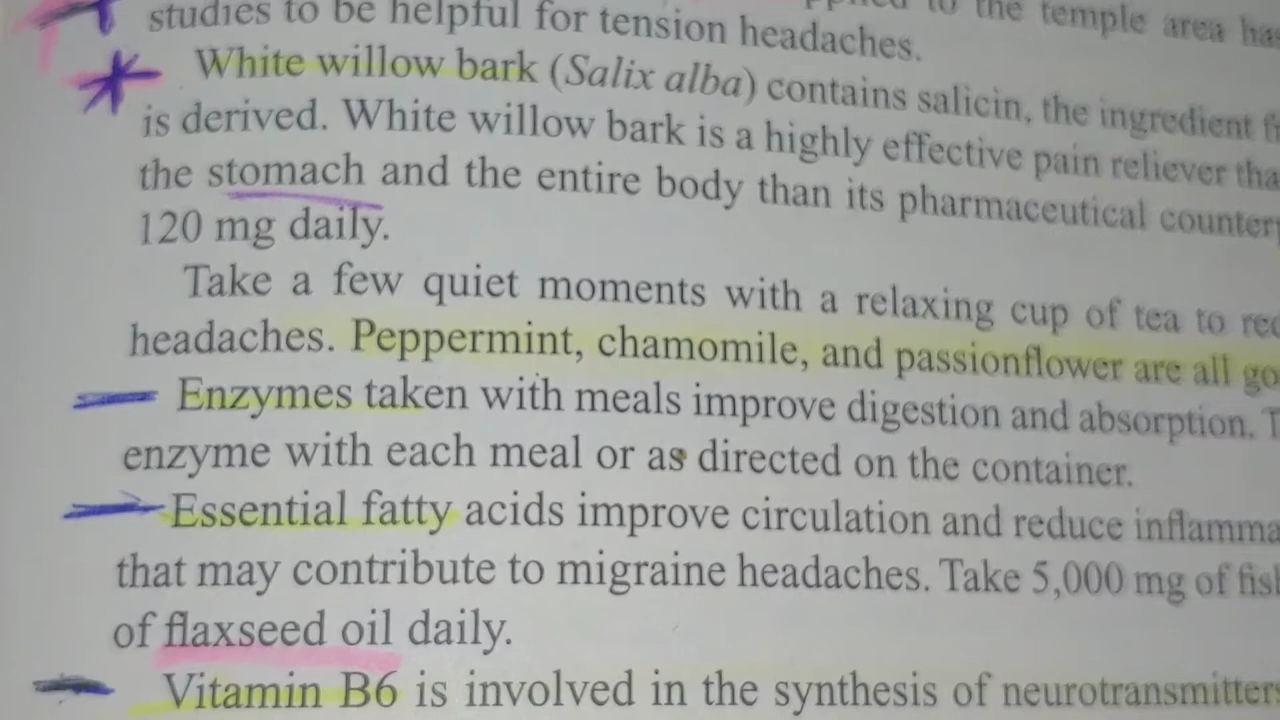 to the temple area
studies to be helpful for tension headaches.
White willow bark (Salix alba) contains salicin, the ingredient
is derived. White willow bark is a highly effective pain reliever
the stomach and the entire body than its pharmaceutical
120 mg daily.
Take a few quiet moments with a relaxing cup of tea to
headaches. Peppermint, chamomile, and passionflower are all
Enzymes taken with meals improve digestion and absorption.
enzyme with each meal or as directed on the container.
Essential fatty acids improve circulation and reduce
that may contribute to migraine headaches. Take 5,000 mg of
of flaxseed oil daily.
Vitamin B6 is involved in the synthesis of neurotransmitters